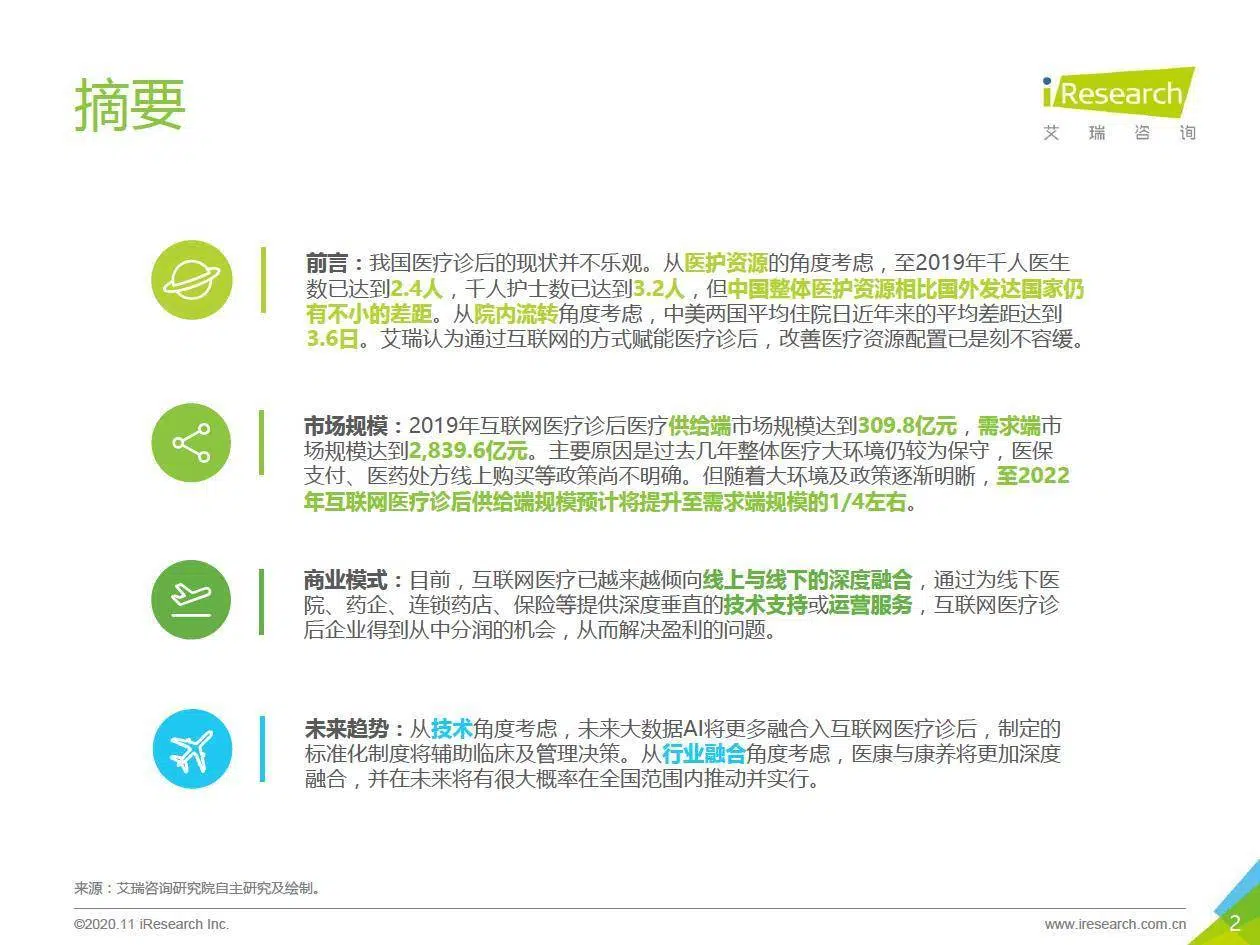 摘要
iResearch
艾瑞咨询
前言：我国医疗诊后的现状并不乐观。从医护资源的角度考虑，至2019年千人医生
数已达到2.4人，千人护士数已达到3.2人，但中国整体医护资源相比国外发达国家仍
有不小的差距。从院内流转角度考虑，中美两国平均住院日近年来的平均差距达到
3.6日。艾瑞认为通过互联网的方式赋能医疗诊后，改善医疗资源配置已是刻不容缓。
市场规模：2019年互联网医疗诊后医疗供给端市场规模达到309.8亿元，需求端市
场规模达到2,839.6亿元。主要原因是过去几年整体医疗大环境仍较为保守，医保
支付、医药处方线上购买等政策尚不明确。但随着大环境及政策逐渐明晰，至2022
年互联网医疗诊后供给端规模预计将提升至需求端规模的1/4左右。
商业模式：目前，互联网医疗已越来越倾向线上与线下的深度融合，通过为线下医
院、药企、连锁药店、保险等提供深度垂直的技术支持或运营服务，互联网医疗诊
后企业得到从中分润的机会，从而解决盈利的问题。
未来趋势：从技术角度考虑，未来大数据AI将更多融合入互联网医疗诊后，制定的
标准化制度将辅助临床及管理决策。从行业融合角度考虑，医康与康养将更加深度
融合，并在未来将有很大概率在全国范围内推动并实行。
来源：艾瑞咨询研究院自主研究及绘制。
©2020.11 iResearch Inc.
www.iresearch.com.cn
2